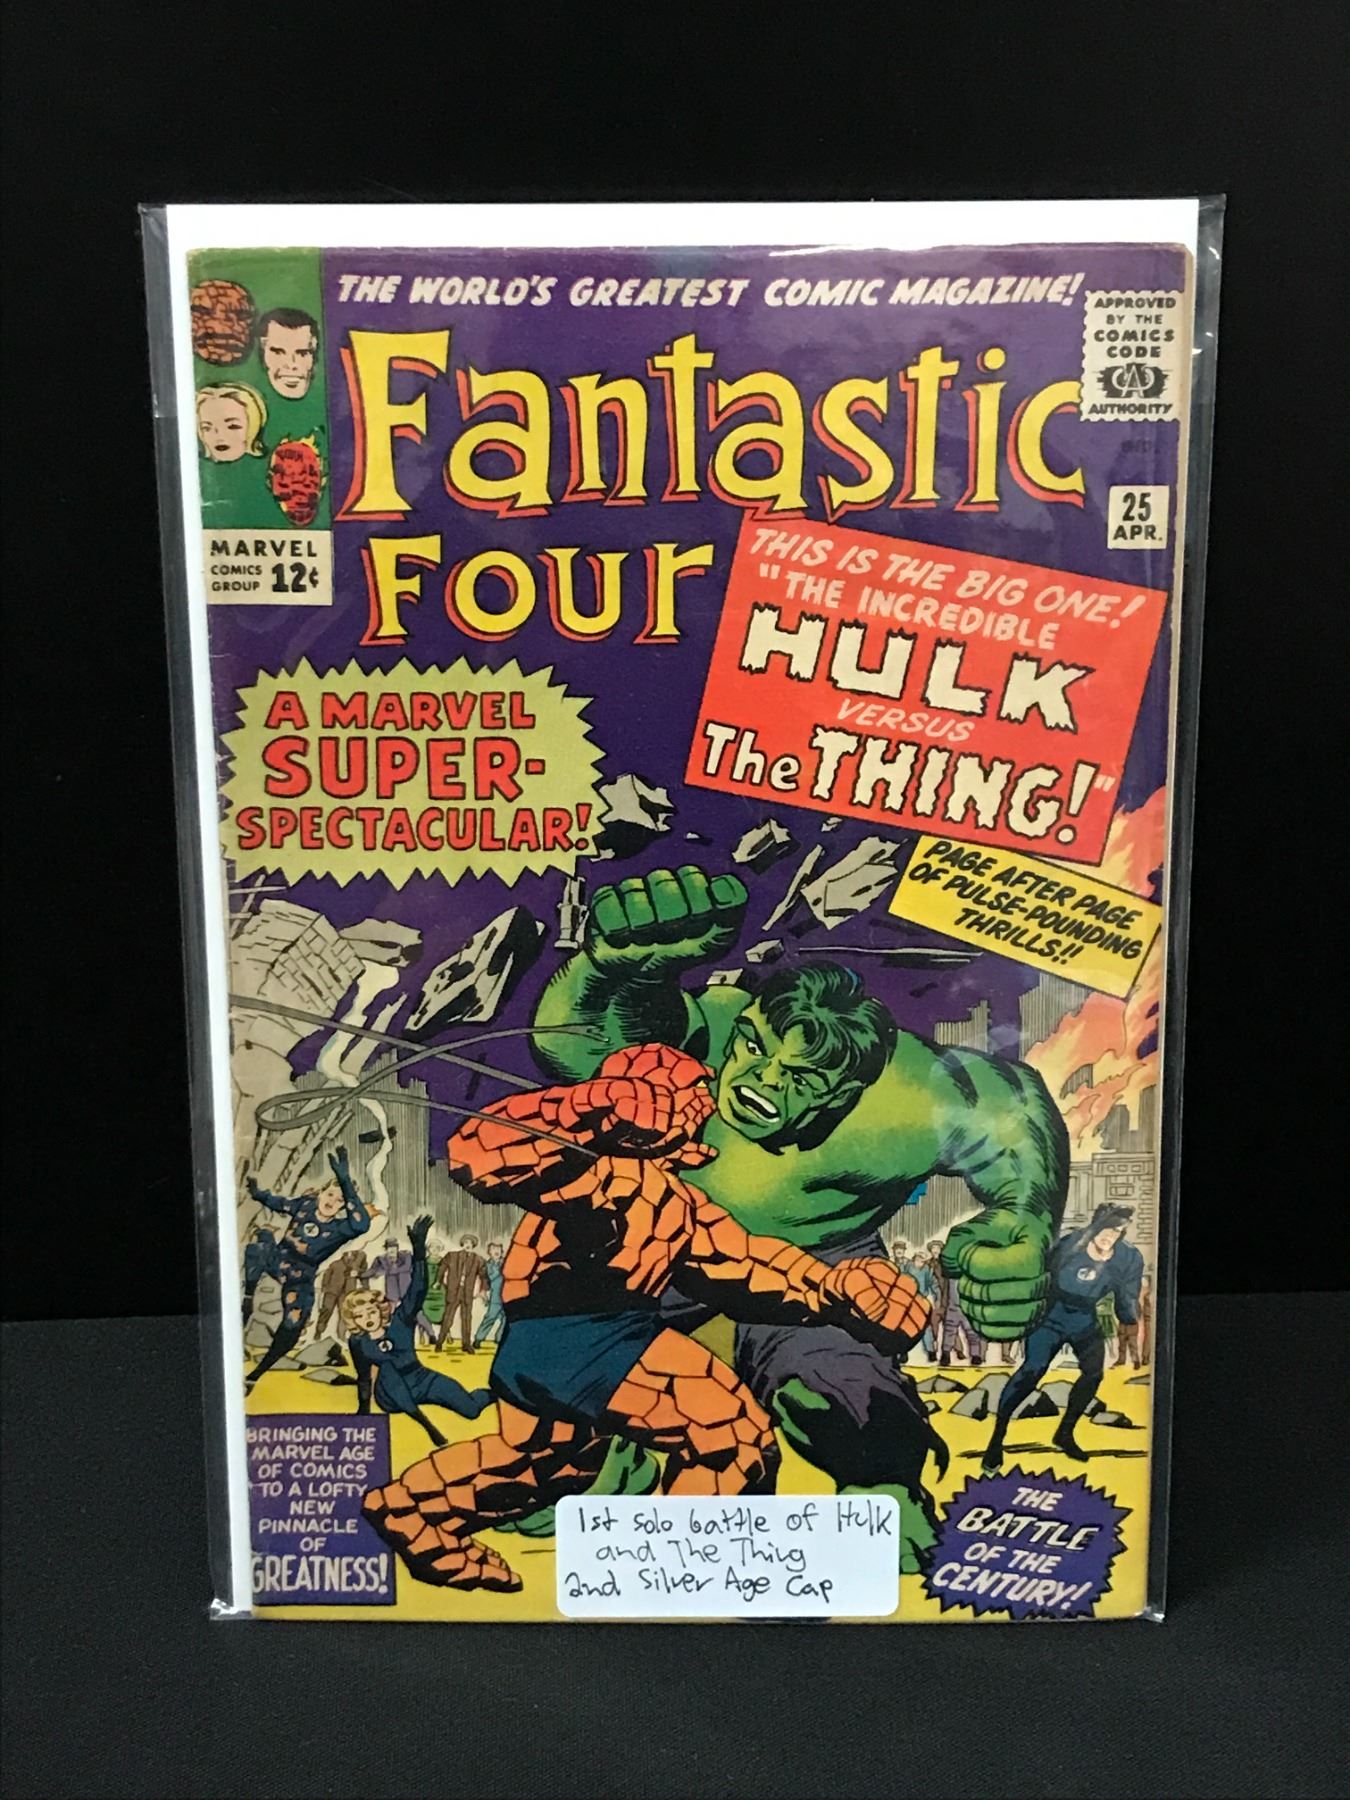 THE WORLD'S GREATEST COMIC MAGAZINE!
APPROVED
BY THE
COMICS
CODE
CA
AUTHORITY
Fantastic
Four
25
APR.
MARVEL
COMICS
GROUP 12¢
THIS IS THE BIG ONE!
"THE INCREDIBLE
HULK
VERSUS
The THING!"
A MARVEL
SUPER-
SPECTACULAR!
PAGE AFTER PAGE
OF PULSE-POUNDING
THRILLS!!
4
4
4
BRINGING THE
MARVEL AGE
OF COMICS
TO A LOFTY
NEW
PINNACLE
OF
GREATNESS!
1st solo battle of Hulk
and The Thing
2nd Silver Age Cap
THE
BATTLE
OF THE
CENTURY!